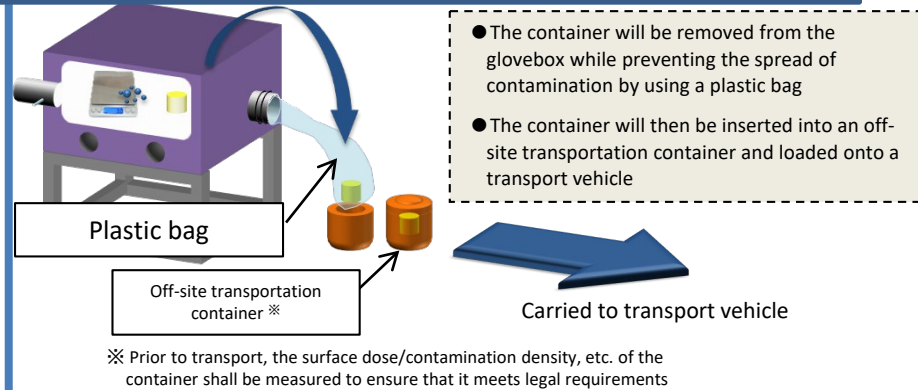 ● The container will be removed from the
glovebox while preventing the spread of
contamination by using a plastic bag
● The container will then be inserted into an off-
site transportation container and loaded onto a
transport vehicle
Plastic bag
Off-site transportation
container ※
Carried to transport vehicle
※ Prior to transport, the surface dose/contamination density, etc. of the
container shall be measured to ensure that it meets legal requirements